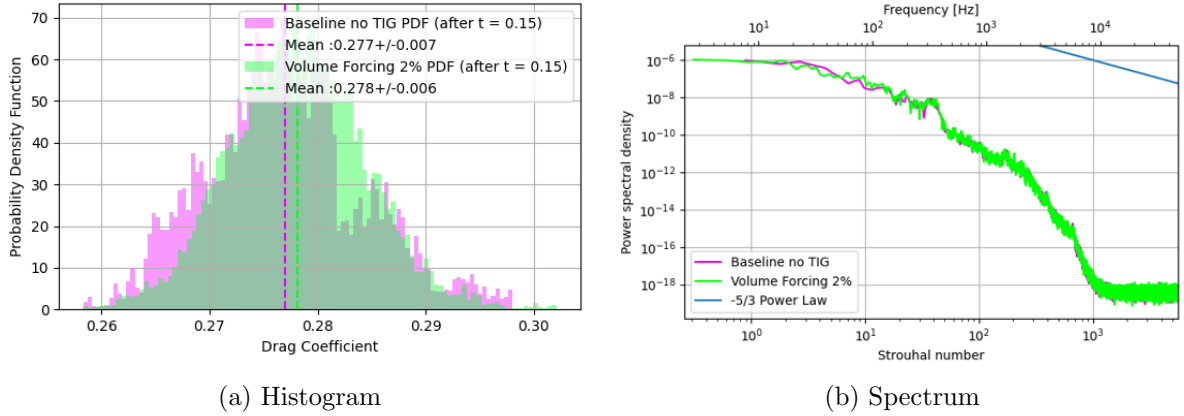 Baseline no TIG PDF (after t = 0.15)
Mean :0.277+/-0.007
Volume Forcing 2% PDF (after t = 0.15)
Mean :0.278+/-0.006
Probability Density Function
70
60
50
40
30
20
10
0
0.26 0.27 0.28 0.29 0.30
Drag Coefficient
(a) Histogram
Frequency [Hz]
10¹ 10² 10³ 10⁴
Power spectral density
10⁻⁶
10⁻⁸
10⁻¹⁰
10⁻¹²
10⁻¹⁴
10⁻¹⁶
10⁻¹⁸
Baseline no TIG
Volume Forcing 2%
-5/3 Power Law
10⁰ 10¹ 10² 10³
Strouhal number
(b) Spectrum